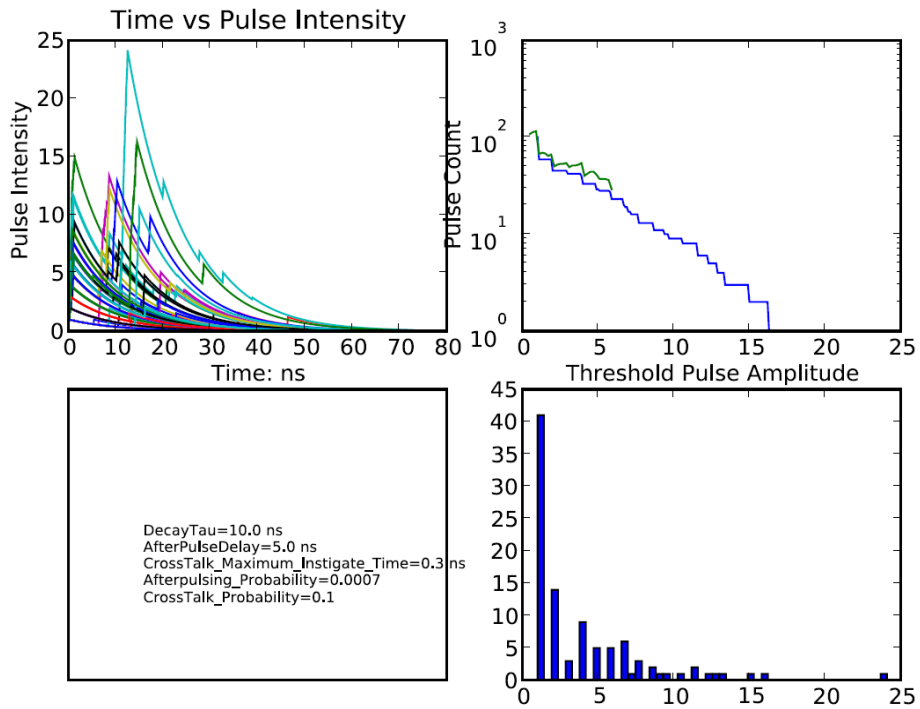 Time vs Pulse Intensity
Pulse Intensity
25
20
15
10
5
0
0 10 20 30 40 50 60 70 80
Time: ns
Pulse Count
10^3
10^2
10^1
10^0
0 5 10 15 20 25
Threshold Pulse Amplitude
DecayTau=10.0 ns
AfterPulseDelay=5.0 ns
CrossTalk_Maximum_Instigate_Time=0.3 ns
Afterpulsing_Probability=0.0007
CrossTalk_Probability=0.1
45
40
35
30
25
20
15
10
5
0
0 5 10 15 20 25